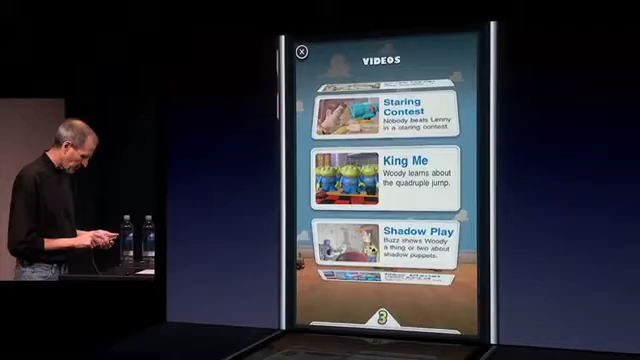 VIDEOS
Staring
Contest
Nobody beats Lenny
in a staring contest.
King Me
Woody learns about
the quadruple jump.
Shadow Play
Buzz shows Woody
a thing or two about
shadow puppets.
3